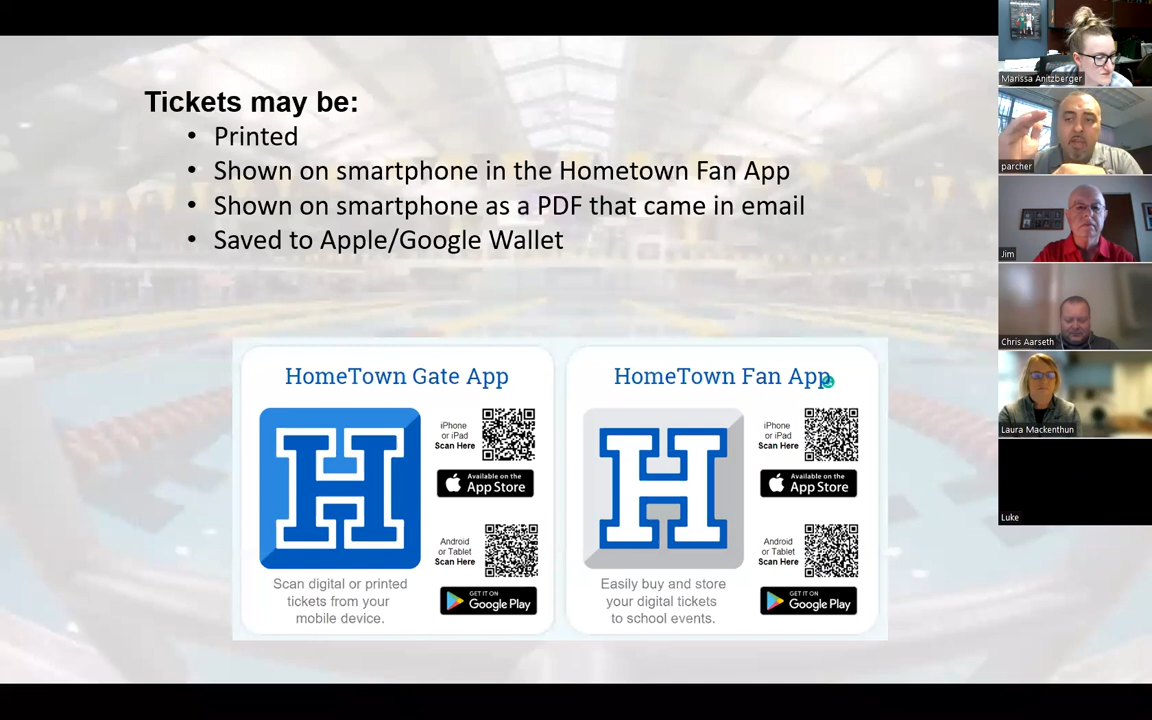 Tickets may be:
• Printed
• Shown on smartphone in the Hometown Fan App
• Shown on smartphone as a PDF that came in email
• Saved to Apple/Google Wallet
HomeTown Gate App
H
iPhone
or iPad
Scan Here
Available on the
App Store
Android
or Tablet
Scan Here
GET IT ON
Google Play
Scan digital or printed
tickets from your
mobile device.
HomeTown Fan App
H
iPhone
or iPad
Scan Here
Available on the
App Store
Android
or Tablet
Scan Here
GET IT ON
Google Play
Easily buy and store
your digital tickets
to school events.
Marissa Anitzberger
parcher
Jim
Chris Aarseth
Laura Mackenthun
Luke